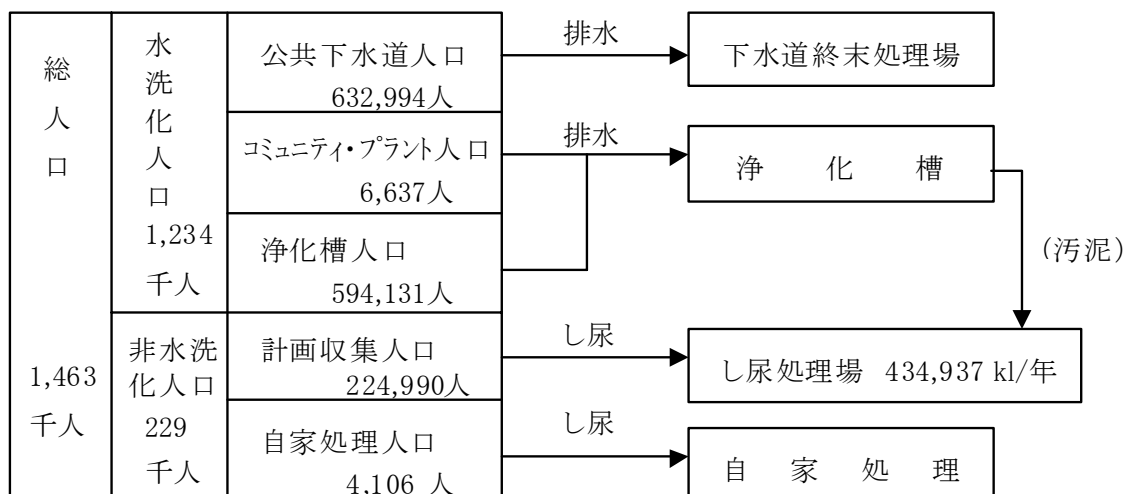 総人口
1,463
千人
水洗化人口
1,234
千人
非水洗
化人口
229
千人
公共下水道人口
632,994人
コミュニティ・プラント人口
6,637人
浄化槽人口
594,131人
計画収集人口
224,990人
自家処理人口
4,106 人
排水
排水
し尿
し尿
下水道終末処理場
浄 化 槽
(汚泥)
し尿処理場 434,937 kl/年
自 家 処 理